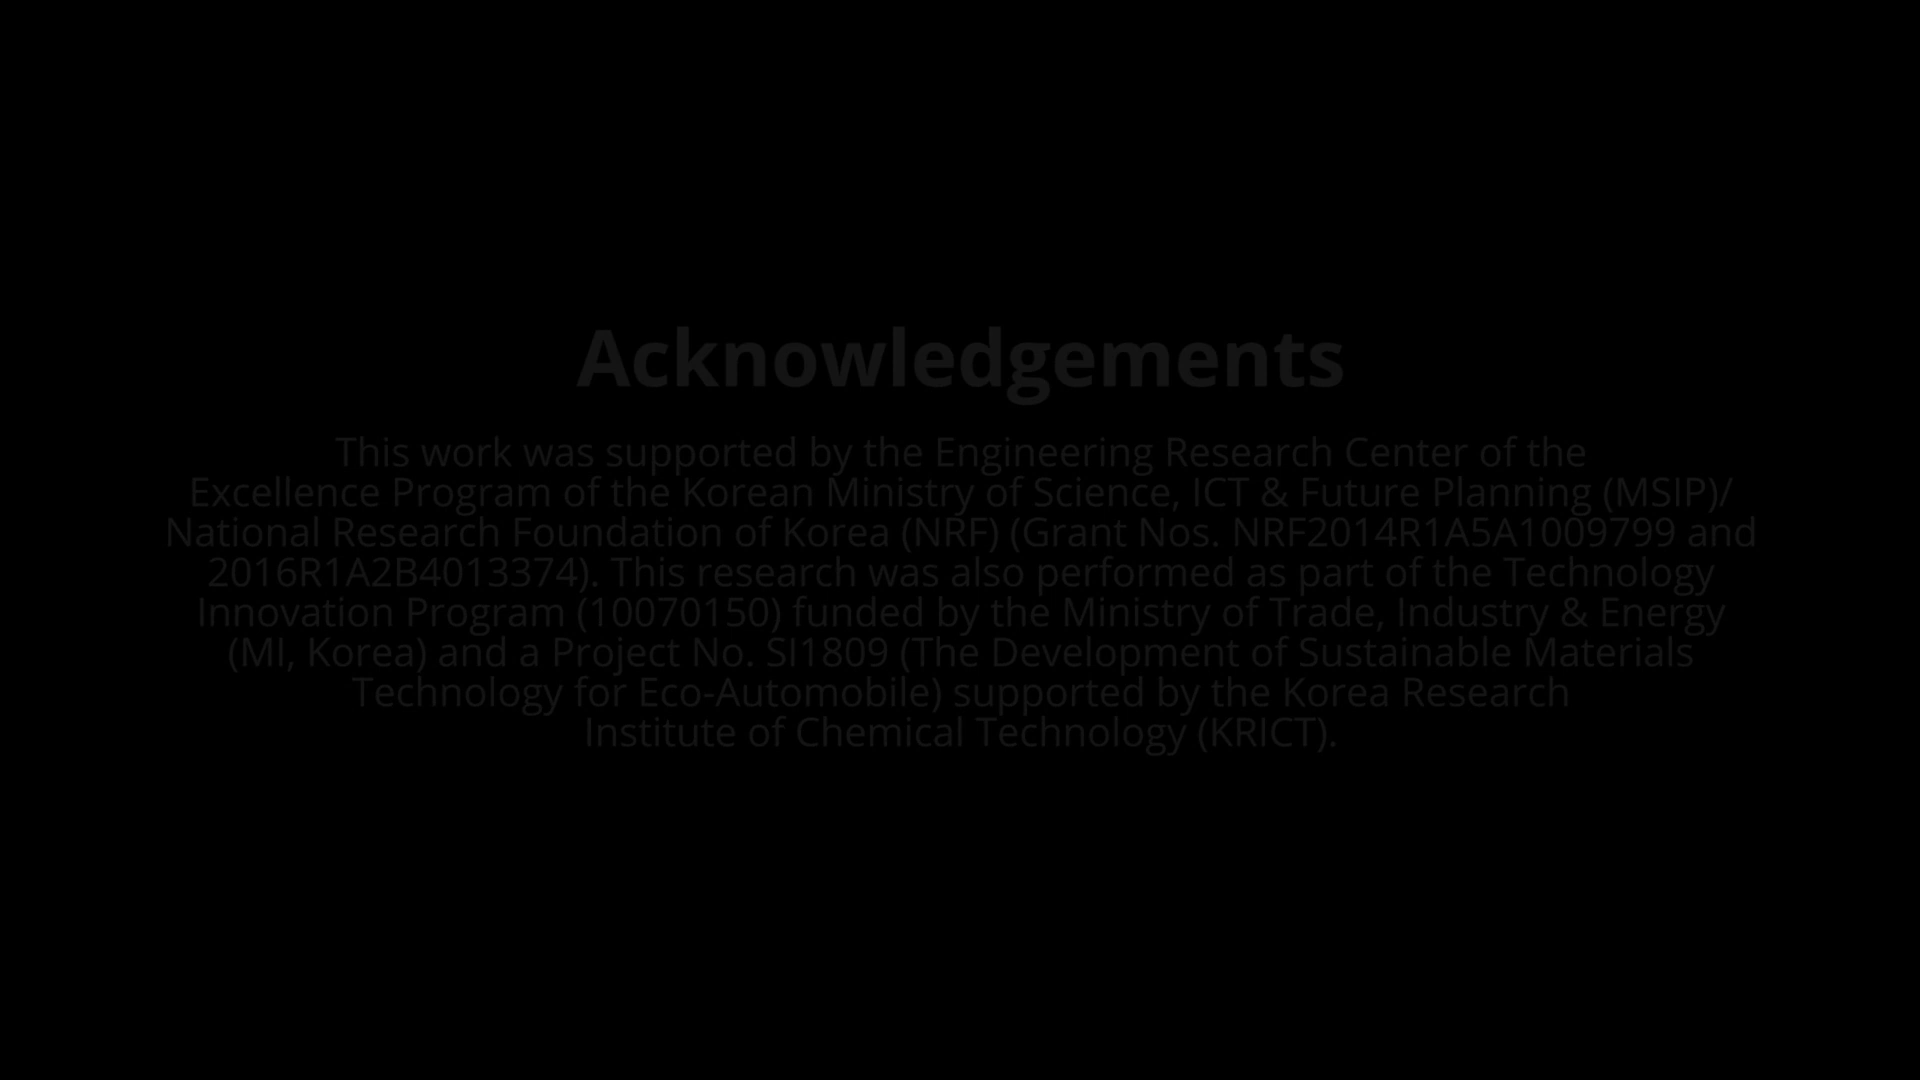 Acknowledgements
This work was supported by the Engineering Research Center of the
Excellence Program of the Korean Ministry of Science, ICT & Future Planning (MSIP)/
National Research Foundation of Korea (NRF) (Grant Nos. NRF2014R1A5A1009799 and
2016R1A2B4013374). This research was also performed as part of the Technology
Innovation Program (10070150) funded by the Ministry of Trade, Industry & Energy
(MI, Korea) and a Project No. SI1809 (The Development of Sustainable Materials
Technology for Eco-Automobile) supported by the Korea Research
Institute of Chemical Technology (KRICT).